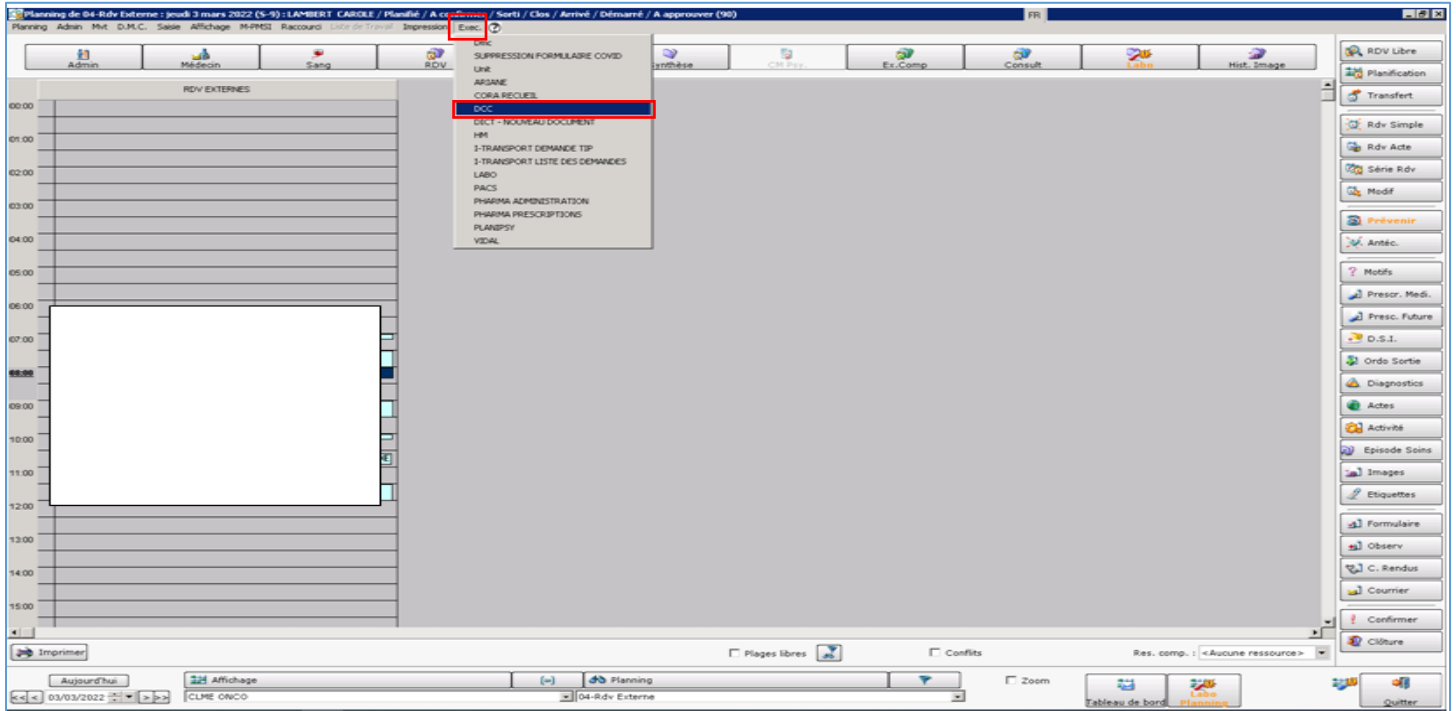 Planning de 04-Rdv Externe : jeudi 3 mars 2022 (S-9) : LAMBERT CAROLE / Planifié / A confirmer / Sorti / Clos / Arrivé / Démarré / A approuver (90)
FR
Planning Admin Mvt D.M.C. Saisie Affichage M-PMSI Raccourci Liste de Travail Impression Exec.
Admin Médecin Sang RDV Synthèse CM Psy. Ex.Comp Consult Labo Hist. Image
SUPPRESSION FORMULAIRE COVID
Unit
ARIANE
CORA RECUEIL
DCC
DICT - NOUVEAU DOCUMENT
HM
I-TRANSPORT DEMANDE TIP
I-TRANSPORT LISTE DES DEMANDES
LABO
PACS
PHARMA ADMINISTRATION
PHARMA PRESCRIPTIONS
PLANIPSY
VIDAL
RDV EXTERNES
00:00
01:00
02:00
03:00
04:00
05:00
06:00
07:00
08:00
09:00
10:00
11:00
12:00
13:00
14:00
15:00
RDV Libre
Planification
Transfert
Rdv Simple
Rdv Acte
Série Rdv
Modif
Prévenir
Antéc.
Motifs
Prescr. Medi.
Presc. Future
D.S.I.
Ordo Sortie
Diagnostics
Actes
Activité
Episode Soins
Images
Etiquettes
Formulaire
Observ
C. Rendus
Courrier
Confirmer
Clôture
Imprimer Plages libres Conflits Res. comp. : <Aucune ressource>
Aujourd'hui Affichage (=) Planning Zoom
<< < 03/03/2022 > >> CLME ONCO 04-Rdv Externe
Tableau de bord Labo Planning Quitter